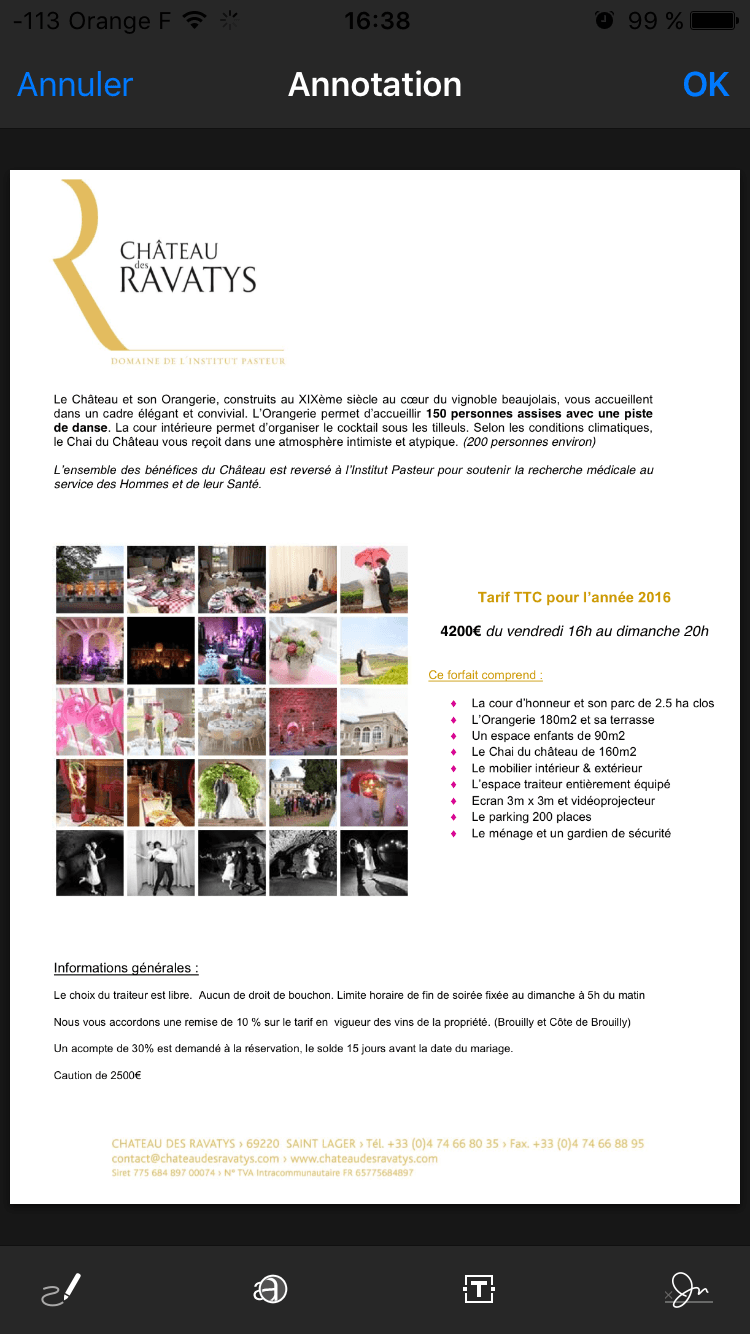 -113 Orange F 16:38 99 %
Annuler Annotation OK
CHÂTEAU
des
RAVATYS
DOMAINE DE L'INSTITUT PASTEUR
Le Château et son Orangerie, construits au XIXème siècle au cœur du vignoble beaujolais, vous accueillent
dans un cadre élégant et convivial. L'Orangerie permet d'accueillir 150 personnes assises avec une piste
de danse. La cour intérieure permet d'organiser le cocktail sous les tilleuls. Selon les conditions climatiques,
le Chai du Château vous reçoit dans une atmosphère intimiste et atypique. (200 personnes environ)
L'ensemble des bénéfices du Château est reversé à l'Institut Pasteur pour soutenir la recherche médicale au
service des Hommes et de leur Santé.
Tarif TTC pour l'année 2016
4200€ du vendredi 16h au dimanche 20h
Ce forfait comprend :
♦ La cour d'honneur et son parc de 2.5 ha clos
♦ L'Orangerie 180m2 et sa terrasse
♦ Un espace enfants de 90m2
♦ Le Chai du château de 160m2
♦ Le mobilier intérieur & extérieur
♦ L'espace traiteur entièrement équipé
♦ Ecran 3m x 3m et vidéoprojecteur
♦ Le parking 200 places
♦ Le ménage et un gardien de sécurité
Informations générales :
Le choix du traiteur est libre. Aucun de droit de bouchon. Limite horaire de fin de soirée fixée au dimanche à 5h du matin
Nous vous accordons une remise de 10 % sur le tarif en vigueur des vins de la propriété. (Brouilly et Côte de Brouilly)
Un acompte de 30% est demandé à la réservation, le solde 15 jours avant la date du mariage.
Caution de 2500€
CHATEAU DES RAVATYS › 69220 SAINT LAGER › Tél. +33 (0)4 74 66 80 35 › Fax. +33 (0)4 74 66 88 95
contact@chateaudesravatys.com › www.chateaudesravatys.com
Siret 775 684 897 00074 › N° TVA Intracommunautaire FR 65775684897